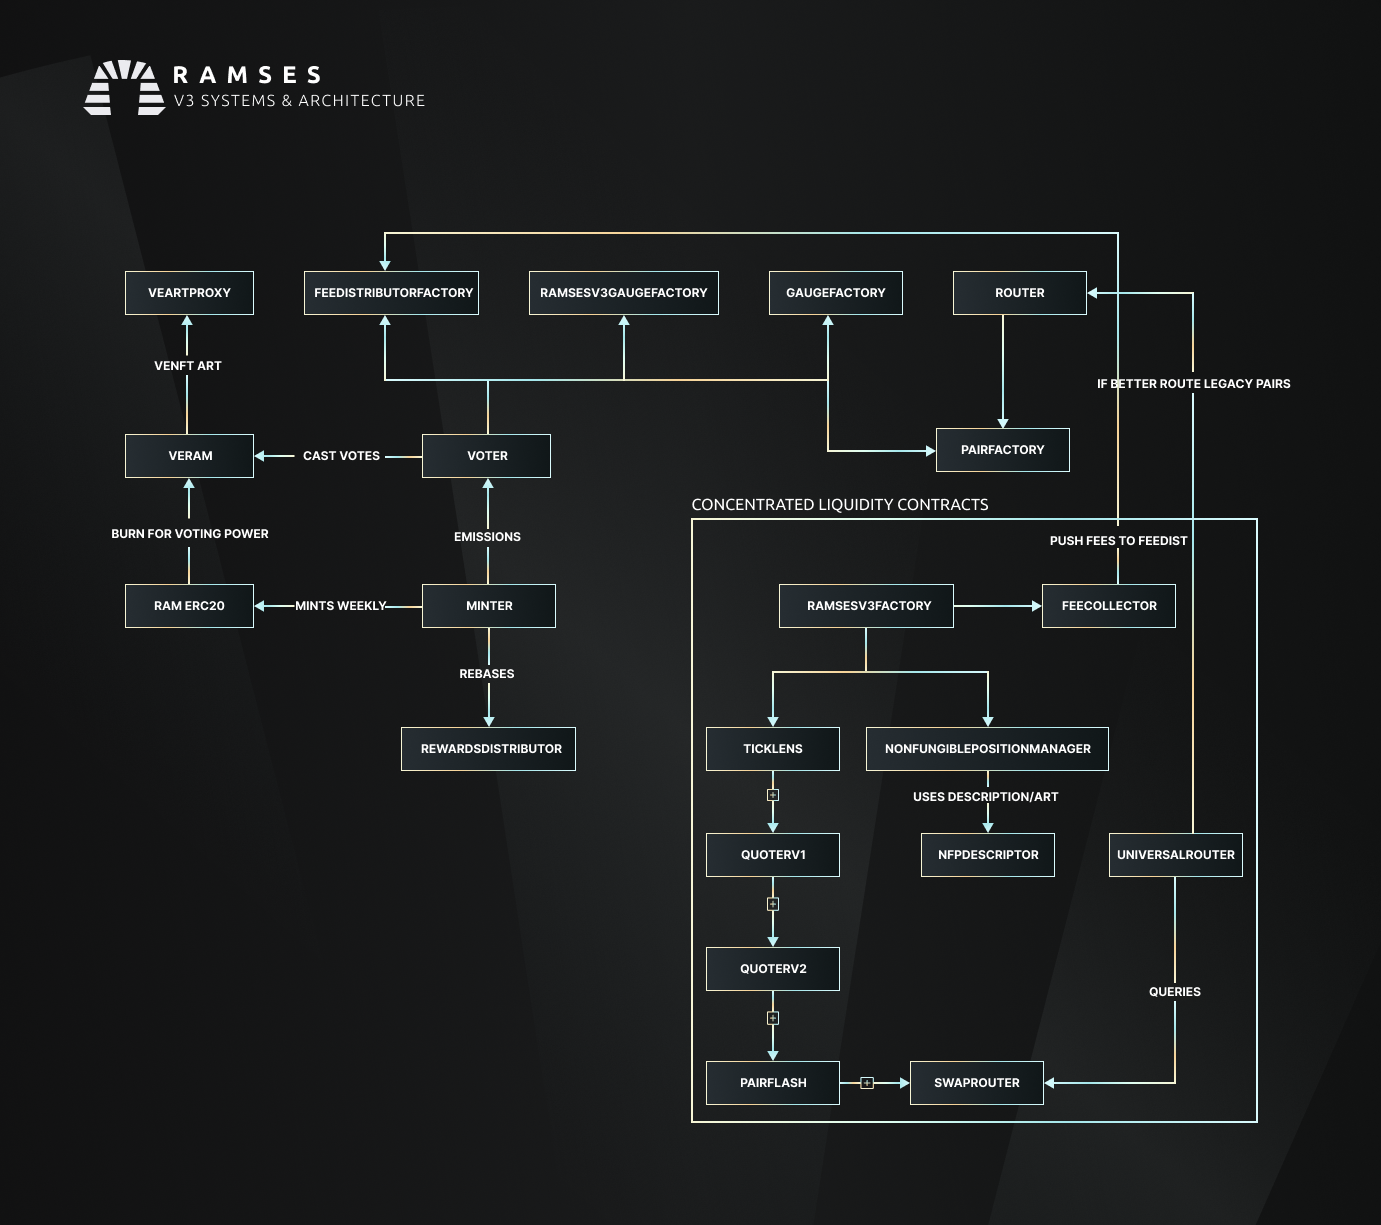 RAMSES
V3 SYSTEMS & ARCHITECTURE
VEARTPROXY
FEEDISTRIBUTORFACTORY
RAMSESV3GAUGEFACTORY
GAUGEFACTORY
ROUTER
VENFT ART
IF BETTER ROUTE LEGACY PAIRS
VERAM
CAST VOTES
VOTER
PAIRFACTORY
CONCENTRATED LIQUIDITY CONTRACTS
BURN FOR VOTING POWER
EMISSIONS
PUSH FEES TO FEEDIST
RAM ERC20
MINTS WEEKLY
MINTER
RAMSESV3FACTORY
FEECOLLECTOR
REBASES
REWARDSDISTRIBUTOR
TICKLENS
NONFUNGIBLEPOSITIONMANAGER
USES DESCRIPTION/ART
QUOTERV1
NFPDESCRIPTOR
UNIVERSALROUTER
QUOTERV2
QUERIES
PAIRFLASH
SWAPROUTER